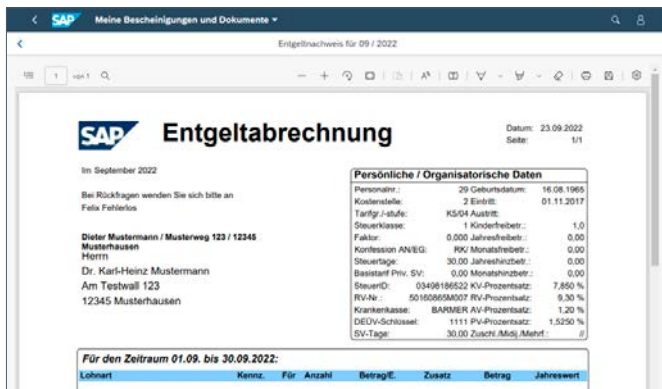 SAP Meine Bescheinigungen und Dokumente
Entgeltnachweis für 09 / 2022
1 von 1
SAP Entgeltabrechnung
Datum: 23.09.2022
Seite: 1/1
Im September 2022
Bei Rückfragen wenden Sie sich bitte an
Felix Fehlerlos
Dieter Mustermann / Musterweg 123 / 12345
Musterhausen
Herrn
Dr. Karl-Heinz Mustermann
Am Testwall 123
12345 Musterhausen
Persönliche / Organisatorische Daten
Personalnr.: 29 Geburtsdatum: 16.08.1965
Kostenstelle: 2 Eintritt: 01.11.2017
Tarifgr./-stufe: KS/04 Austritt:
Steuerklasse: 1 Kinderfreibetr.: 1,0
Faktor: 0,000 Jahresfreibetr.: 0,00
Konfession AN/EG: RK/ Monatsfreibetr.: 0,00
Steuertage: 30,00 Jahreshinzbetr.: 0,00
Basistarif Priv. SV: 0,00 Monatshinzbetr.: 0,00
SteuerID: 03498186522 KV-Prozentsatz: 7,850 %
RV-Nr.: 50160865M007 RV-Prozentsatz: 9,30 %
Krankenkasse: BARMER AV-Prozentsatz: 1,20 %
DEÜV-Schlüssel: 1111 PV-Prozentsatz: 1,5250 %
SV-Tage: 30,00 Zuschl./Midij./Mehrf.: //
Für den Zeitraum 01.09. bis 30.09.2022:
Lohnart Kennz. Für Anzahl Betrag/E. Zusatz Betrag Jahreswert